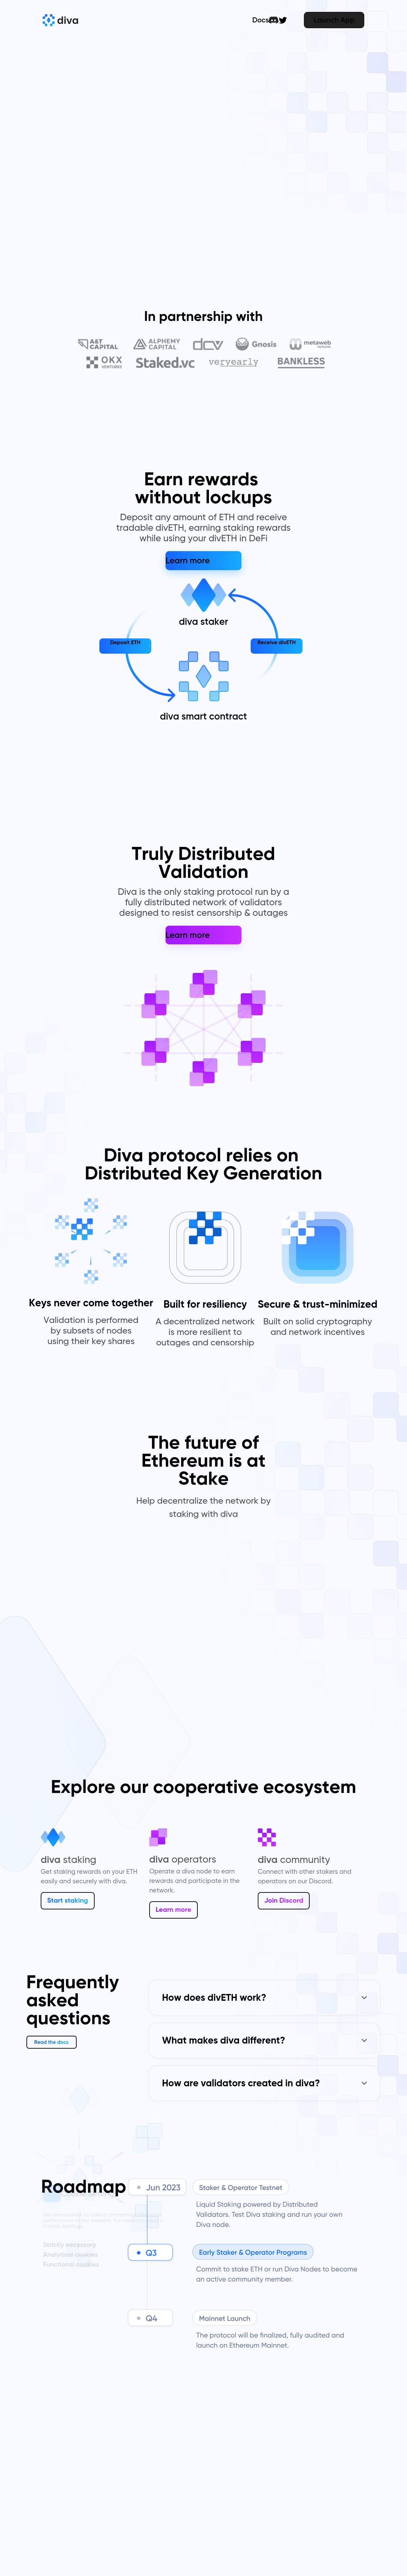 diva
Docs
Launch App
In partnership with
A&T CAPITAL
ALPHEMY CAPITAL
dcv
Gnosis
metaweb
VENTURES
OKX VENTURES
Staked.vc
veryearly
BANKLESS
Earn rewards
without lockups
Deposit any amount of ETH and receive
tradable divETH, earning staking rewards
while using your divETH in DeFi
Learn more
diva staker
Deposit ETH
Receive divETH
diva smart contract
Truly Distributed
Validation
Diva is the only staking protocol run by a
fully distributed network of validators
designed to resist censorship & outages
Learn more
Diva protocol relies on
Distributed Key Generation
Keys never come together
Validation is performed
by subsets of nodes
using their key shares
Built for resiliency
A decentralized network
is more resilient to
outages and censorship
Secure & trust-minimized
Built on solid cryptography
and network incentives
The future of
Ethereum is at
Stake
Help decentralize the network by
staking with diva
Explore our cooperative ecosystem
diva staking
Get staking rewards on your ETH
easily and securely with diva.
Start staking
diva operators
Operate a diva node to earn
rewards and participate in the
network.
Learn more
diva community
Connect with other stakers and
operators on our Discord.
Join Discord
Frequently
asked
questions
Read the docs
How does divETH work?
What makes diva different?
How are validators created in diva?
Roadmap
Jun 2023
Staker & Operator Testnet
Liquid Staking powered by Distributed
Validators. Test Diva staking and run your own
Diva node.
Strictly necessary
Analytical cookies
Functional cookies
Q3
Early Staker & Operator Programs
Commit to stake ETH or run Diva Nodes to become
an active community member.
Q4
Mainnet Launch
The protocol will be finalized, fully audited and
launch on Ethereum Mainnet.